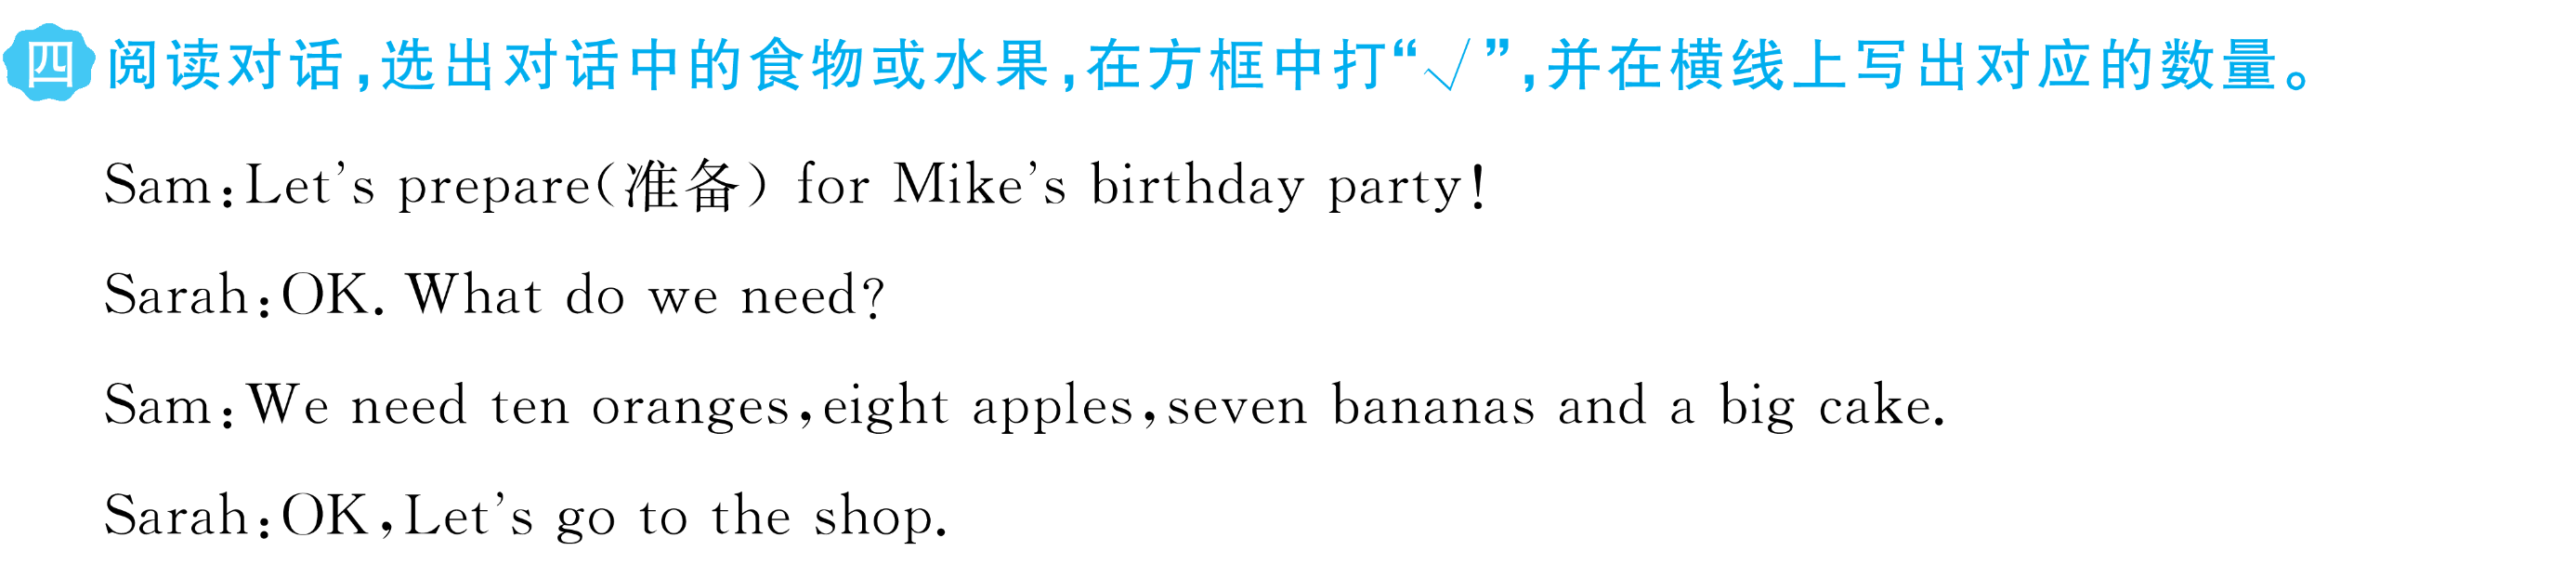 四 阅读对话,选出对话中的食物或水果,在方框中打“√”,并在横线上写出对应的数量。
Sam:Let's prepare(准备) for Mike's birthday party!
Sarah:OK. What do we need?
Sam:We need ten oranges,eight apples,seven bananas and a big cake.
Sarah:OK,Let's go to the shop.